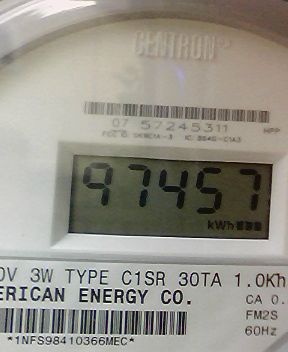 CENTRON
07 57245311 HPP
97457
kWh
0V 3W TYPE C1SR 30TA 1.0Kh
ERICAN ENERGY CO. CA 0.
FM2S
*1NFS98410366MEC* 60Hz